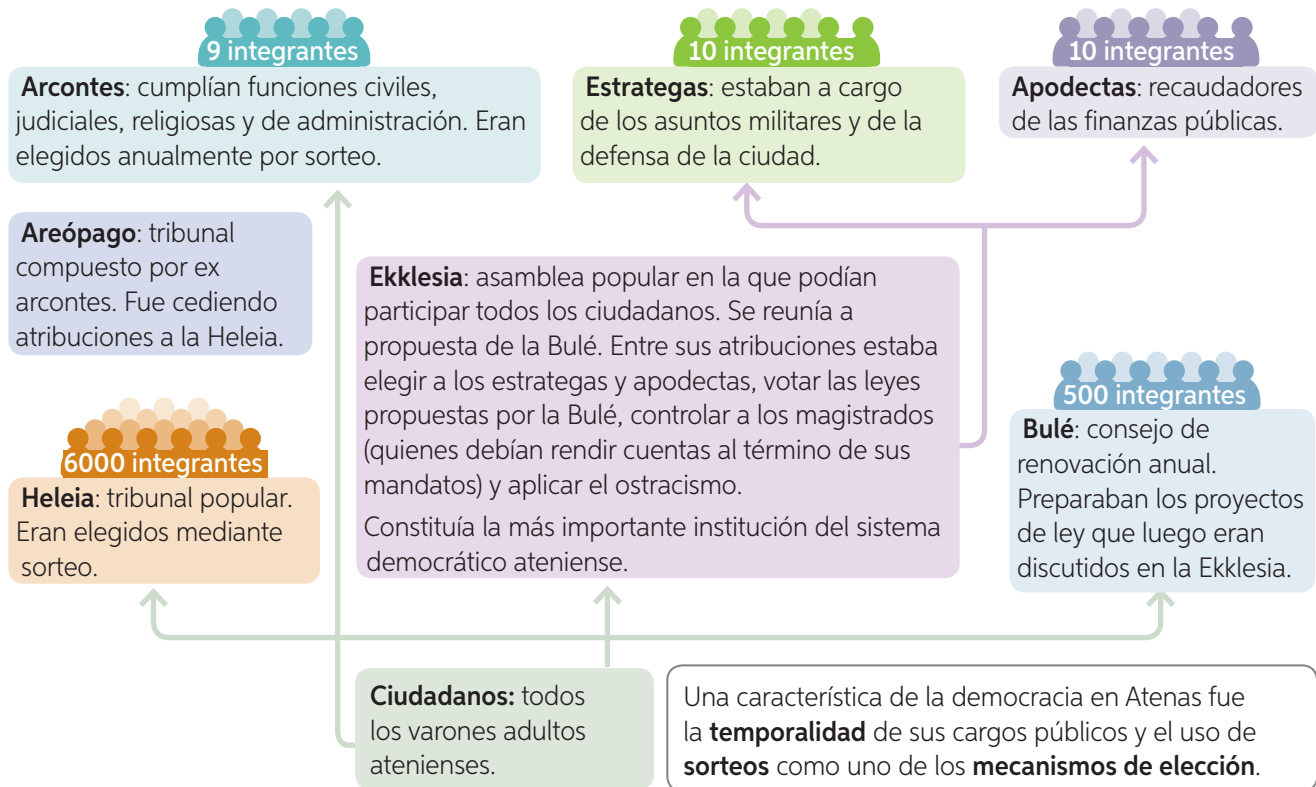 9 integrantes
Arcontes: cumplían funciones civiles,
judiciales, religiosas y de administración. Eran
elegidos anualmente por sorteo.
10 integrantes
Estrategas: estaban a cargo
de los asuntos militares y de la
defensa de la ciudad.
10 integrantes
Apodectas: recaudadores
de las finanzas públicas.
Areópago: tribunal
compuesto por ex
arcontes. Fue cediendo
atribuciones a la Heleia.
Ekklesia: asamblea popular en la que podían
participar todos los ciudadanos. Se reunía a
propuesta de la Bulé. Entre sus atribuciones estaba
elegir a los estrategas y apodectas, votar las leyes
propuestas por la Bulé, controlar a los magistrados
(quienes debían rendir cuentas al término de sus
mandatos) y aplicar el ostracismo.
Constituía la más importante institución del sistema
democrático ateniense.
6000 integrantes
Heleia: tribunal popular.
Eran elegidos mediante
sorteo.
500 integrantes
Bulé: consejo de
renovación anual.
Preparaban los proyectos
de ley que luego eran
discutidos en la Ekklesia.
Ciudadanos: todos
los varones adultos
atenienses.
Una característica de la democracia en Atenas fue
la temporalidad de sus cargos públicos y el uso de
sorteos como uno de los mecanismos de elección.